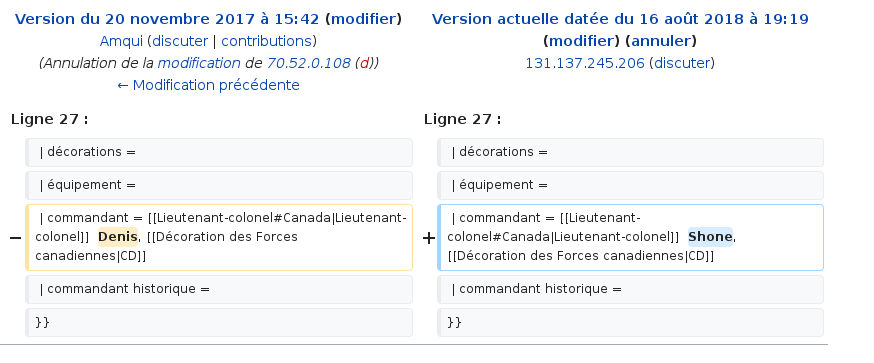 Version du 20 novembre 2017 à 15:42 (modifier)
Amqui (discuter | contributions)
(Annulation de la modification de 70.52.0.108 (d))
← Modification précédente
Version actuelle datée du 16 août 2018 à 19:19
(modifier) (annuler)
131.137.245.206 (discuter)
Ligne 27 :
Ligne 27 :
| décorations =
| décorations =
| équipement =
| équipement =
− | commandant = [[Lieutenant-colonel#Canada|Lieutenant-
colonel]] Denis, [[Décoration des Forces
canadiennes|CD]]
+ | commandant = [[Lieutenant-
colonel#Canada|Lieutenant-colonel]] Shone,
[[Décoration des Forces canadiennes|CD]]
| commandant historique =
| commandant historique =
}}
}}